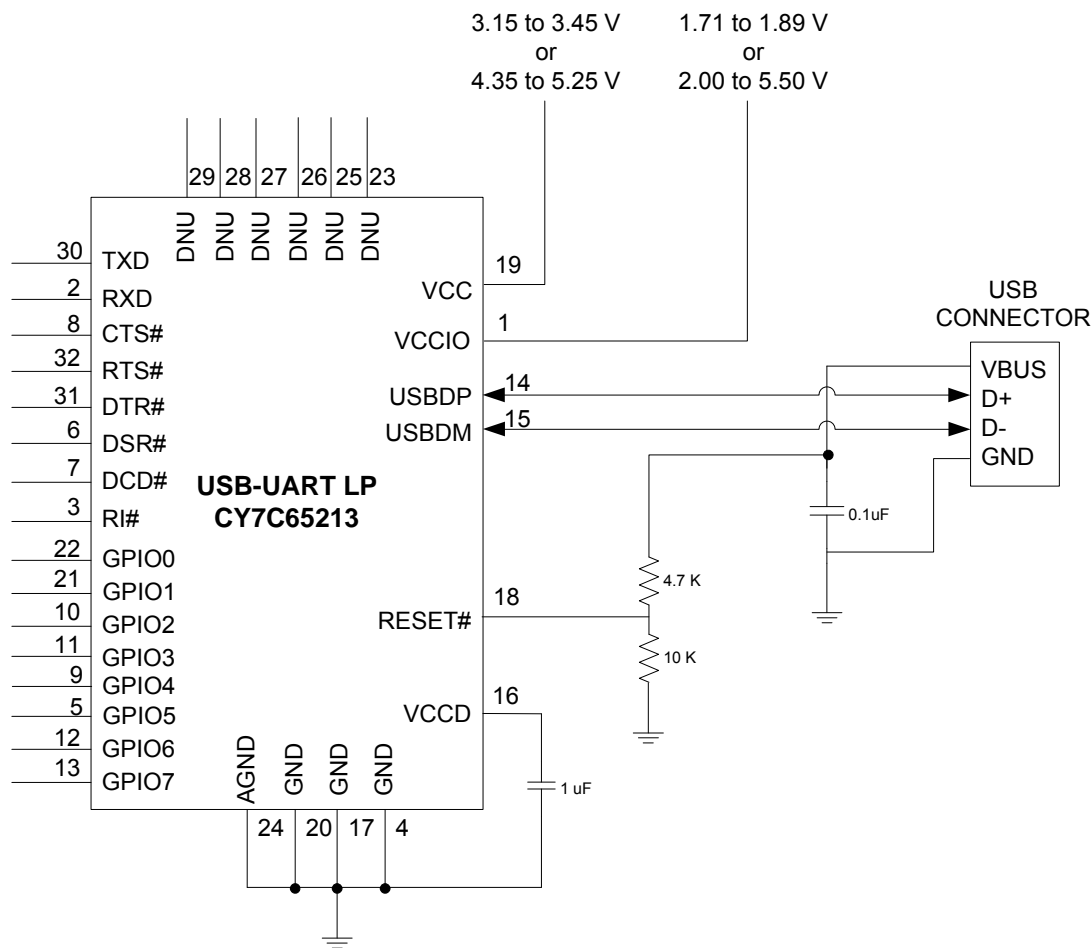 3.15 to 3.45 V
or
4.35 to 5.25 V
1.71 to 1.89 V
or
2.00 to 5.50 V
29
28
27
26
25
23
DNU
DNU
DNU
DNU
DNU
DNU
30
TXD
2
RXD
8
CTS#
32
RTS#
31
DTR#
6
DSR#
7
DCD#
3
RI#
22
GPIO0
21
GPIO1
10
GPIO2
11
GPIO3
9
GPIO4
5
GPIO5
12
GPIO6
13
GPIO7
USB-UART LP
CY7C65213
VCC
19
VCCIO
1
USBDP
14
USBDM
15
RESET#
18
VCCD
16
AGND
GND
GND
GND
24
20
17
4
USB
CONNECTOR
VBUS
D+
D-
GND
0.1uF
4.7 K
10 K
1 uF